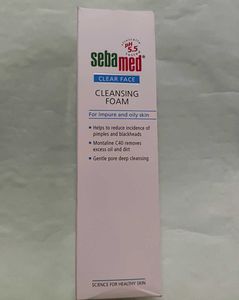 pH
5.5
sebamed®
CLEAR FACE
CLEANSING
FOAM
For impure and oily skin
• Helps to reduce incidence of
pimples and blackheads
• Montaline C40 removes
excess oil and dirt
• Gentle pore deep cleansing
SCIENCE FOR HEALTHY SKIN